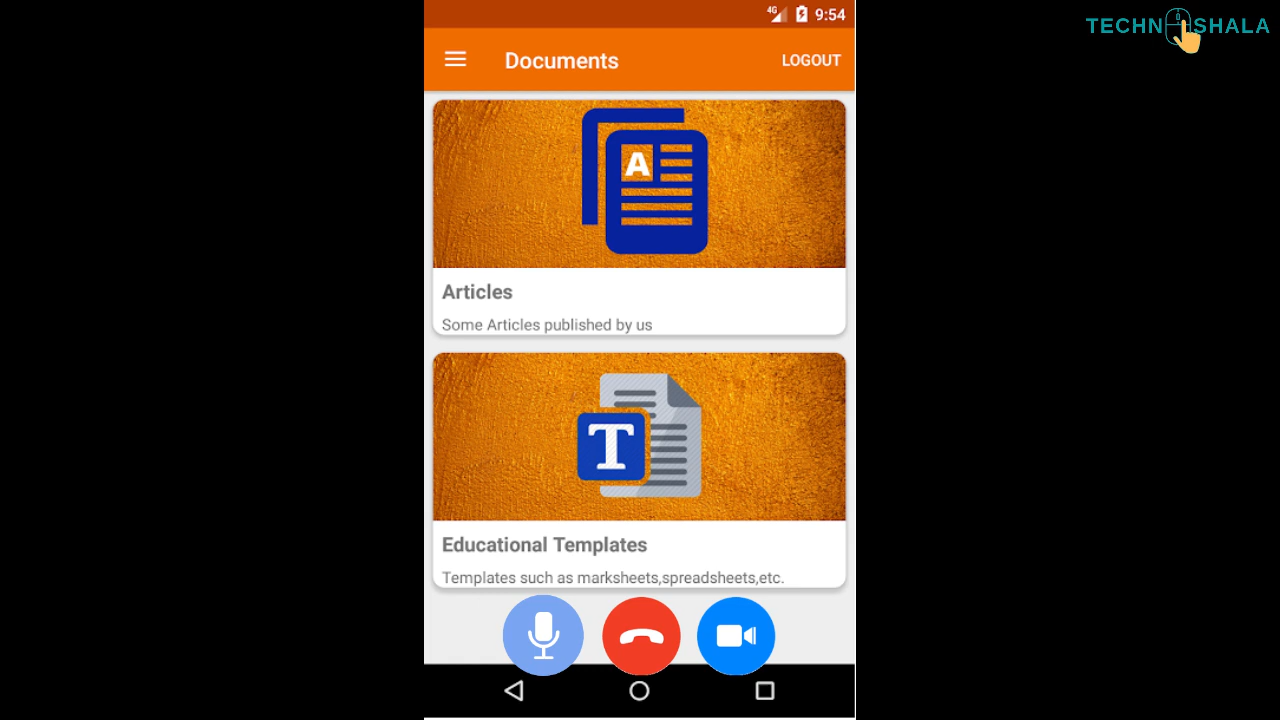 4G 9:54
TECHNOSHALA
Documents LOGOUT
A
Articles
Some Articles published by us
T
Educational Templates
Templates such as marksheets,spreadsheets,etc.